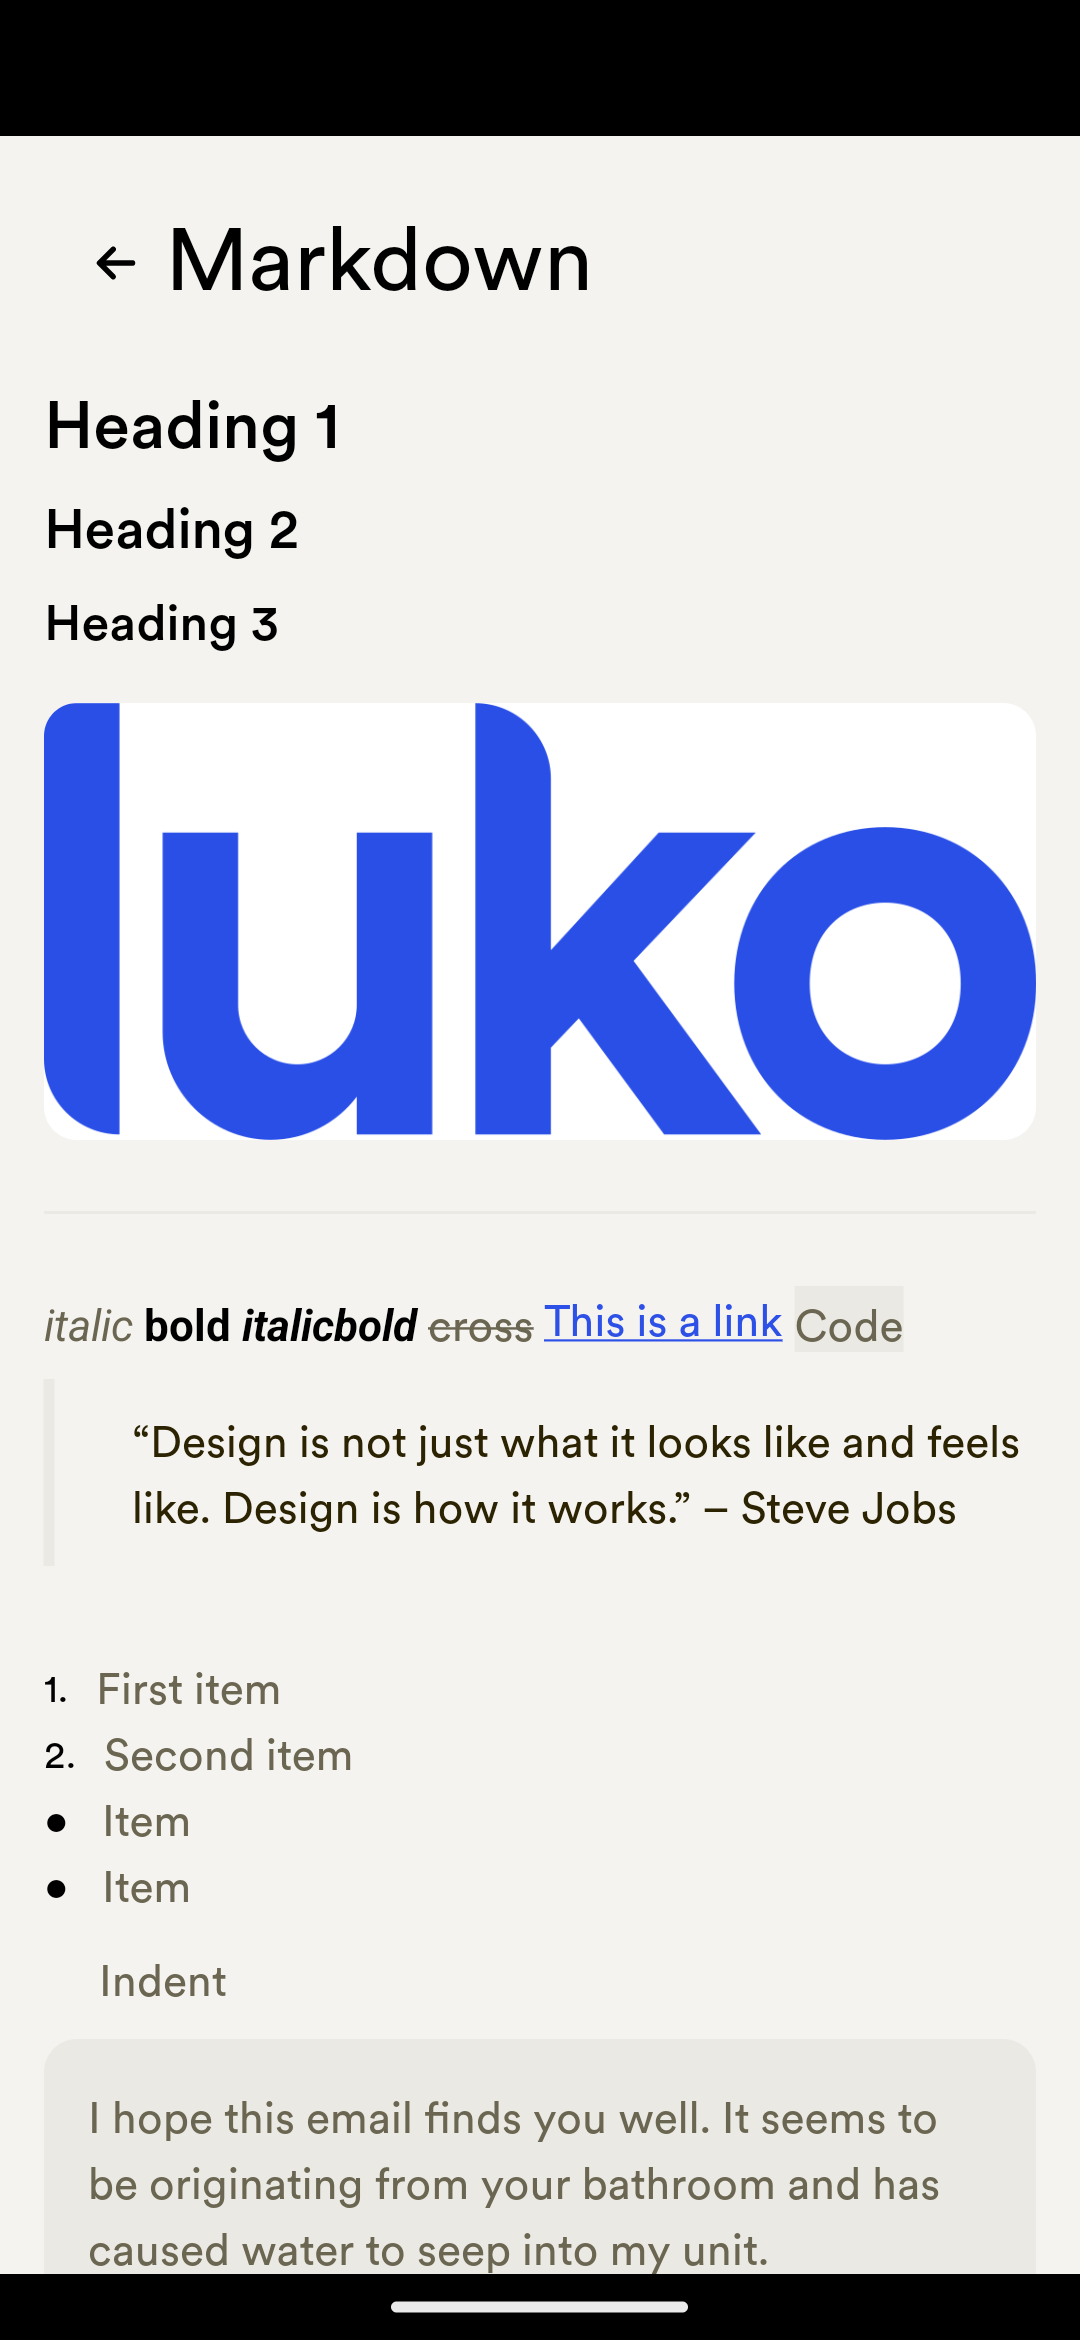 Markdown
Heading 1
Heading 2
Heading 3
luko
italic bold italicbold cross This is a link Code
“Design is not just what it looks like and feels
like. Design is how it works.” – Steve Jobs
1. First item
2. Second item
● Item
● Item
Indent
I hope this email finds you well. It seems to
be originating from your bathroom and has
caused water to seep into my unit.